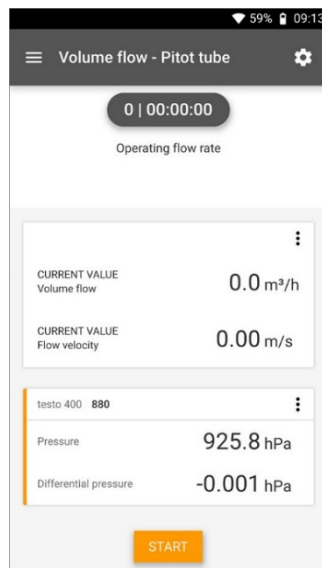 59% 09:13
Volume flow - Pitot tube
0 | 00:00:00
Operating flow rate
CURRENT VALUE
Volume flow
0.0 m³/h
CURRENT VALUE
Flow velocity
0.00 m/s
testo 400 880
Pressure
925.8 hPa
Differential pressure
-0.001 hPa
START